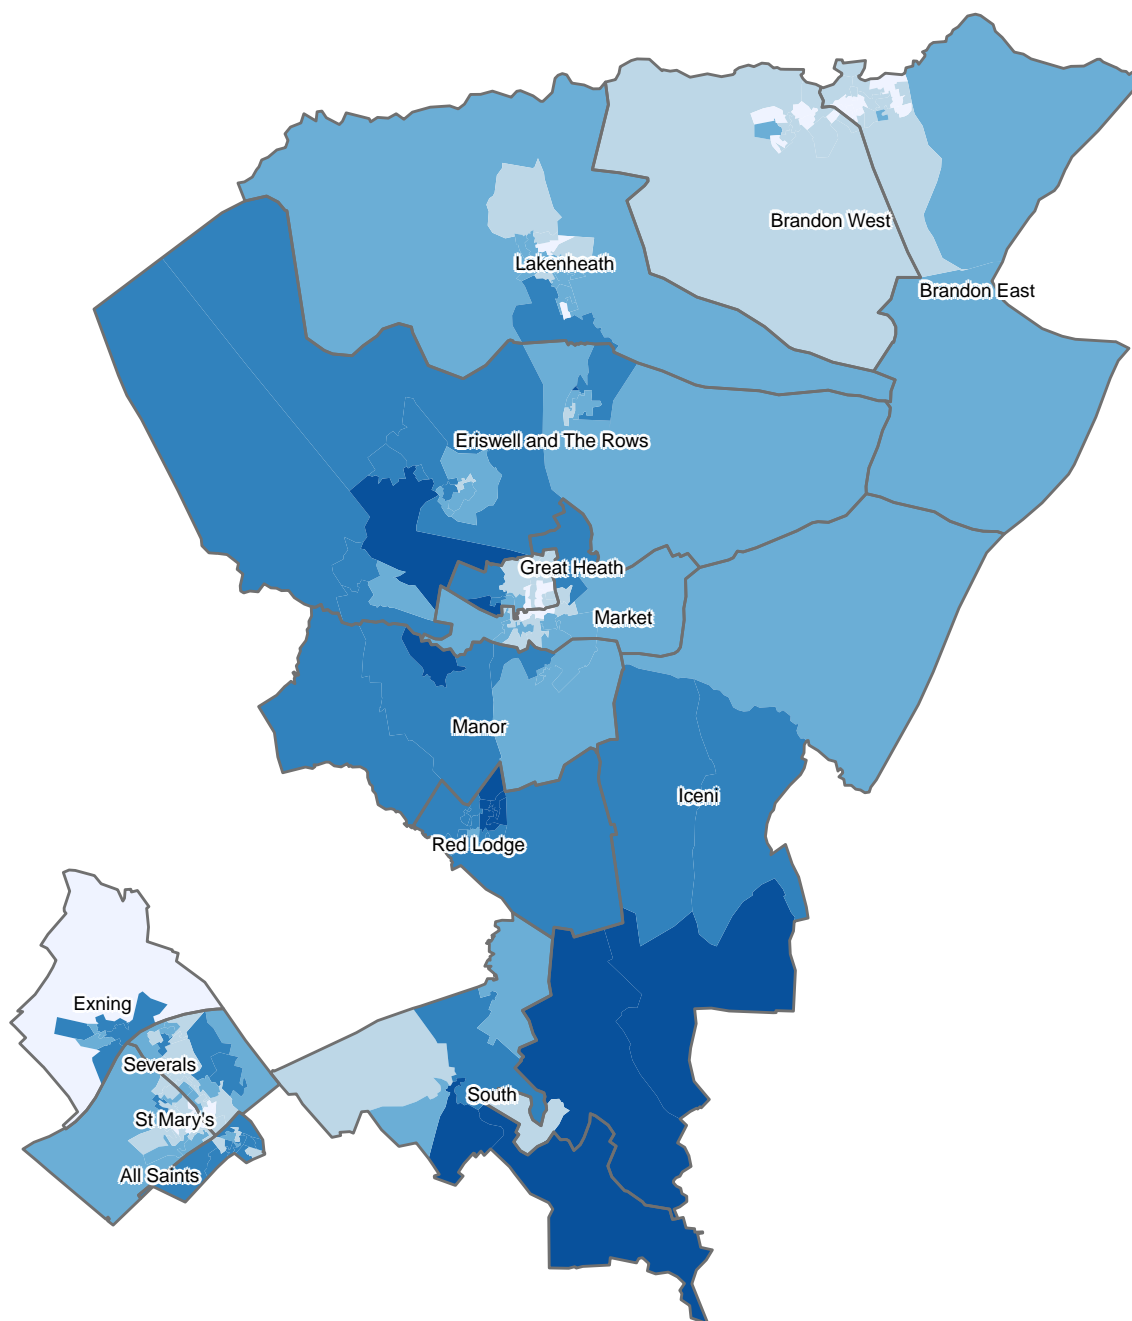 Brandon West
Lakenheath
Brandon East
Eriswell and The Rows
Great Heath
Market
Manor
Iceni
Red Lodge
Exning
Severals
South
St Mary's
All Saints